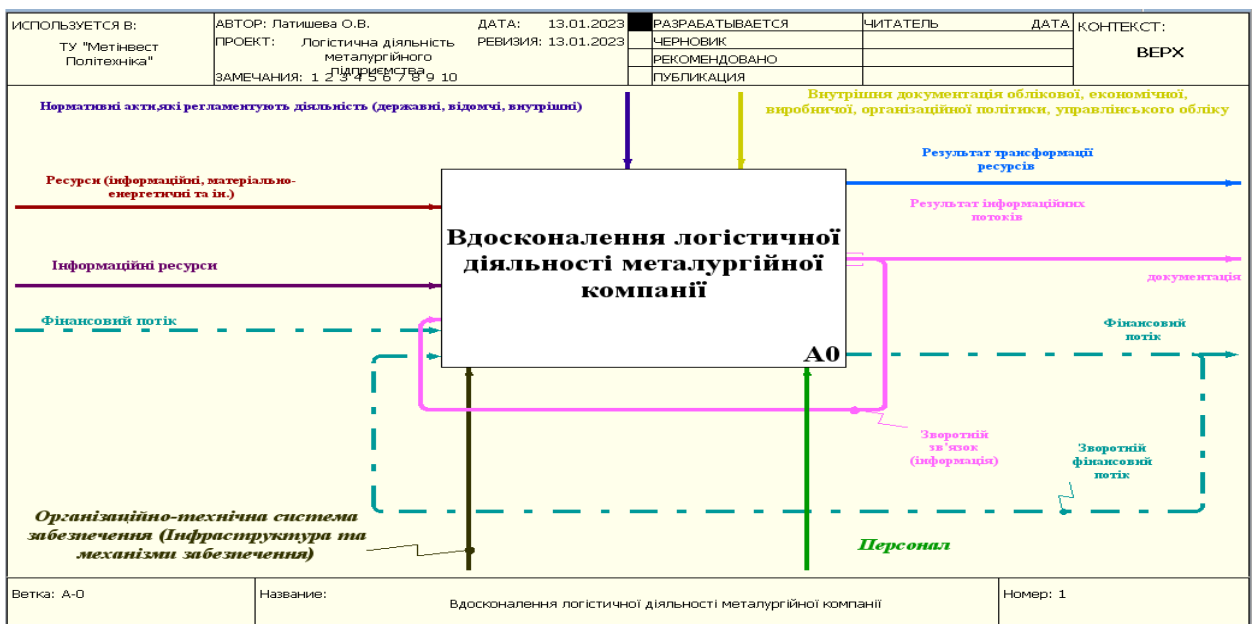 ИСПОЛЬЗУЕТСЯ В:
ТУ "Метінвест
Політехніка"
АВТОР: Латишева О.В.
ДАТА: 13.01.2023
ПРОЕКТ: Логістична діяльність
металургійного
підприємства
РЕВИЗИЯ: 13.01.2023
ЗАМЕЧАНИЯ: 1 2 3 4 5 6 7 8 9 10
РАЗРАБАТЫВАЕТСЯ
ЧЕРНОВИК
РЕКОМЕНДОВАНО
ПУБЛИКАЦИЯ
ЧИТАТЕЛЬ
ДАТА
КОНТЕКСТ:
ВЕРХ
Нормативні акти,які регламентують діяльність (державні, відомчі, внутрішні)
Внутрішня документація облікової, економічної,
виробничої, організаційної політики, управлінського обліку
Ресурси (інформаційні, матеріально-
енергетичні та ін.)
Результат трансформації
ресурсів
Результат інформаційних
потоків
Вдосконалення логістичної
діяльності металургійної
компанії
A0
Інформаційні ресурси
документація
Фінансовий потік
Фінансовий
потік
Зворотній
зв'язок
(інформація)
Зворотній
фінансовий
потік
Організаційно-технічна система
забезпечення (Інфраструктура та
механізми забезпечення)
Персонал
Ветка: A-0
Название:
Вдосконалення логістичної діяльності металургійної компанії
Номер: 1